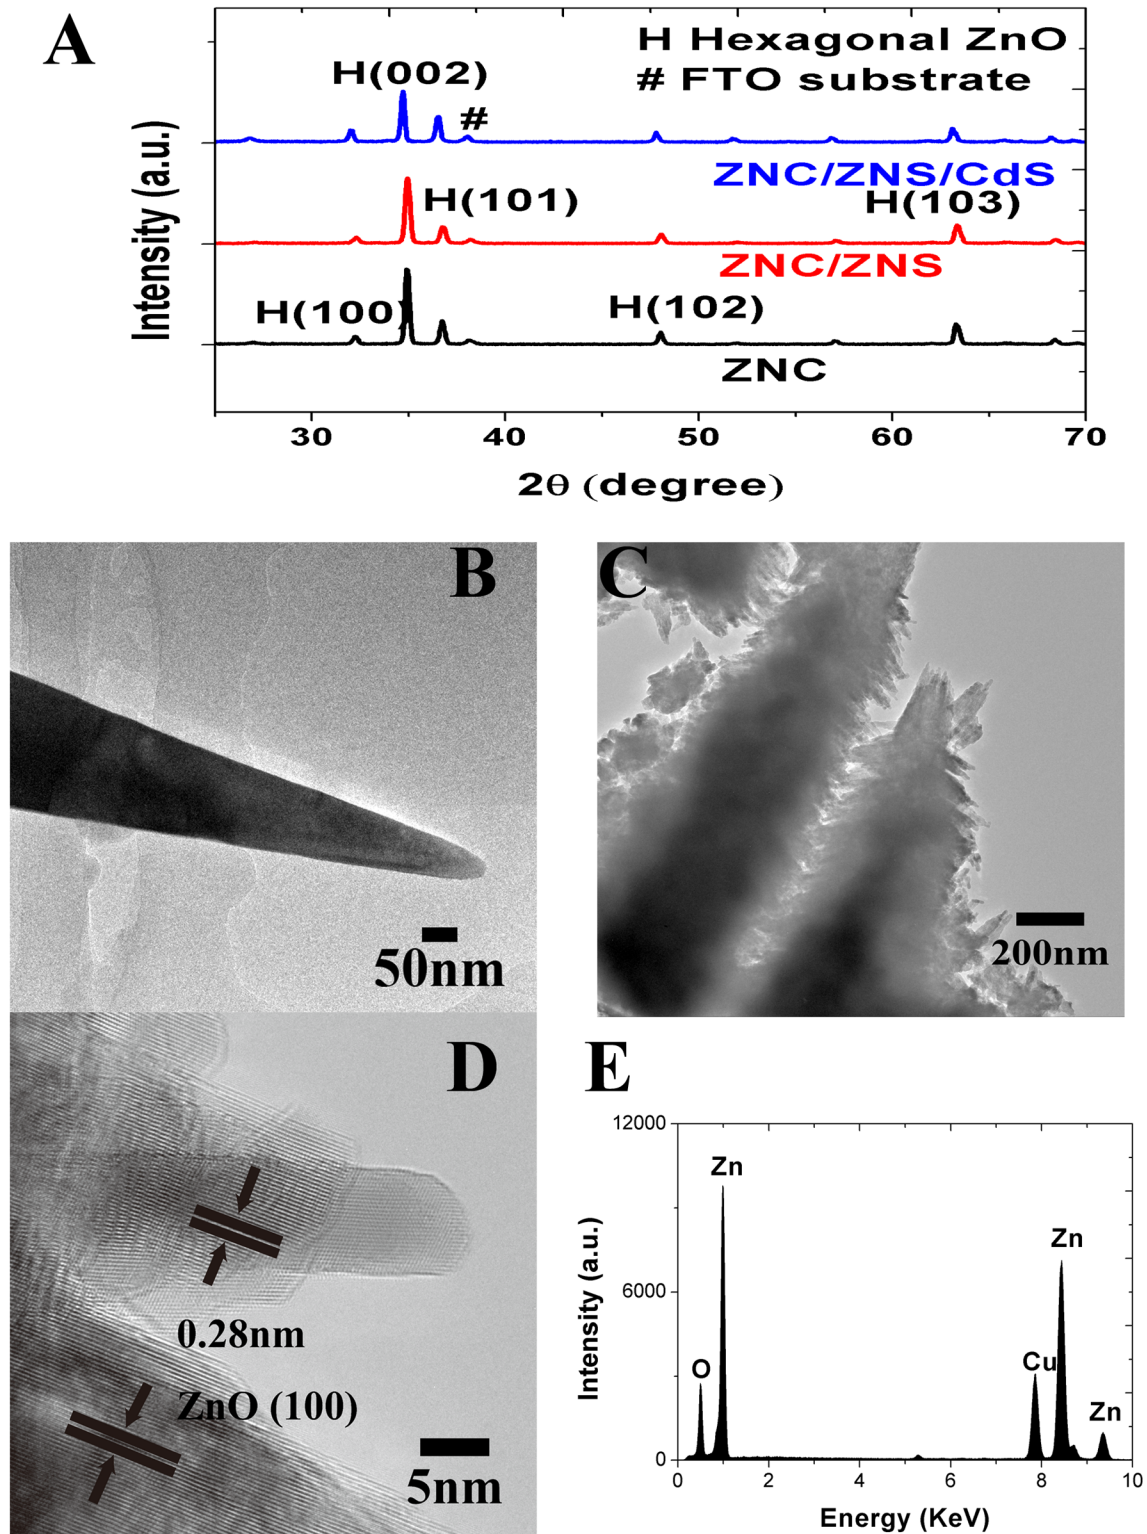 A
H Hexagonal ZnO
# FTO substrate
H(002)
#
ZNC/ZNS/CdS
H(101)
H(103)
ZNC/ZNS
H(100)
H(102)
ZNC
Intensity (a.u.)
30 40 50 60 70
2θ (degree)
B
50nm
C
200nm
D
0.28nm
ZnO (100)
5nm
E
12000
6000
0
Zn
Zn
O
Cu
Zn
Intensity (a.u.)
0 2 4 6 8 10
Energy (KeV)